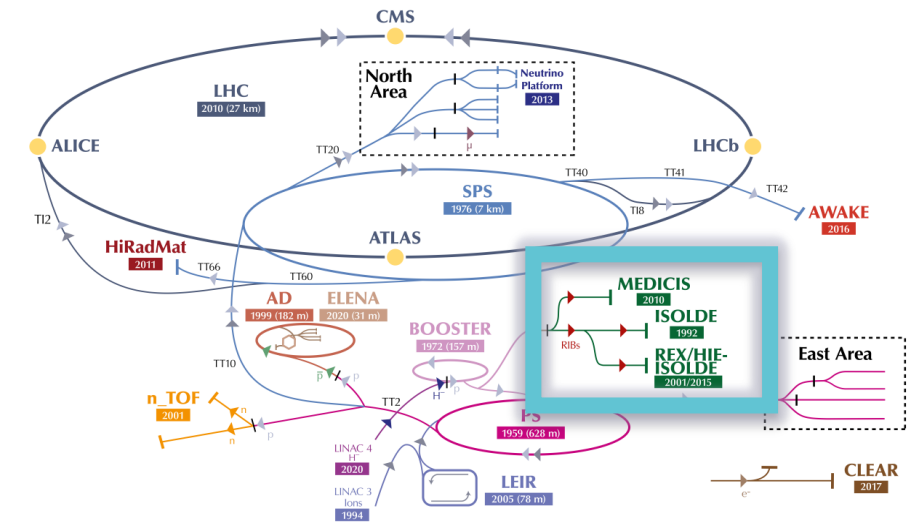 CMS
LHC
2010 (27 km)
North
Area
Neutrino
Platform
2013
ALICE
LHCb
TT20
μ
SPS
1976 (7 km)
TT40
TT41
TT42
TI8
AWAKE
2016
TI2
ATLAS
HiRadMat
2011
TT66
TT60
MEDICIS
2010
ISOLDE
1992
RIBs
REX/HIE-
ISOLDE
2001/2015
AD
1999 (182 m)
ELENA
2020 (31 m)
BOOSTER
1972 (157 m)
East Area
TT10
p
p
H⁻
p
TT2
n_TOF
2001
n
n
p
PS
1959 (628 m)
LINAC 4
H⁻
2020
LINAC 3
Ions
1994
LEIR
2005 (78 m)
CLEAR
2017
e⁻